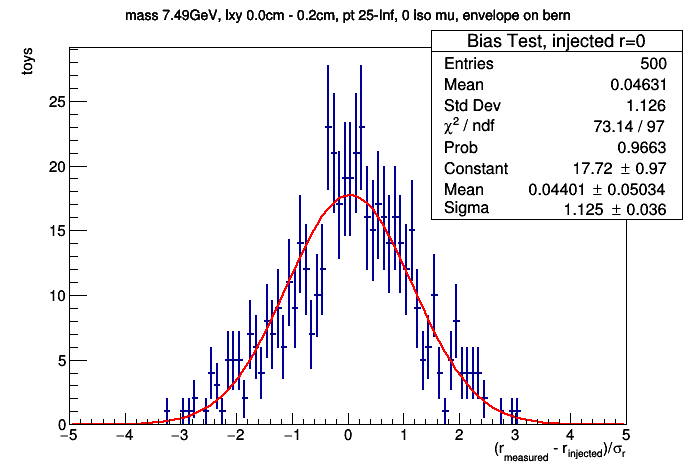 mass 7.49GeV, lxy 0.0cm - 0.2cm, pt 25-Inf, 0 Iso mu, envelope on bern
Bias Test, injected r=0
Entries 500
Mean 0.04631
Std Dev 1.126
χ² / ndf 73.14 / 97
Prob 0.9663
Constant 17.72 ± 0.97
Mean 0.04401 ± 0.05034
Sigma 1.125 ± 0.036
toys
25
20
15
10
5
0
−5 −4 −3 −2 −1 0 1 2 3 4 5
(r_measured - r_injected)/σ_r